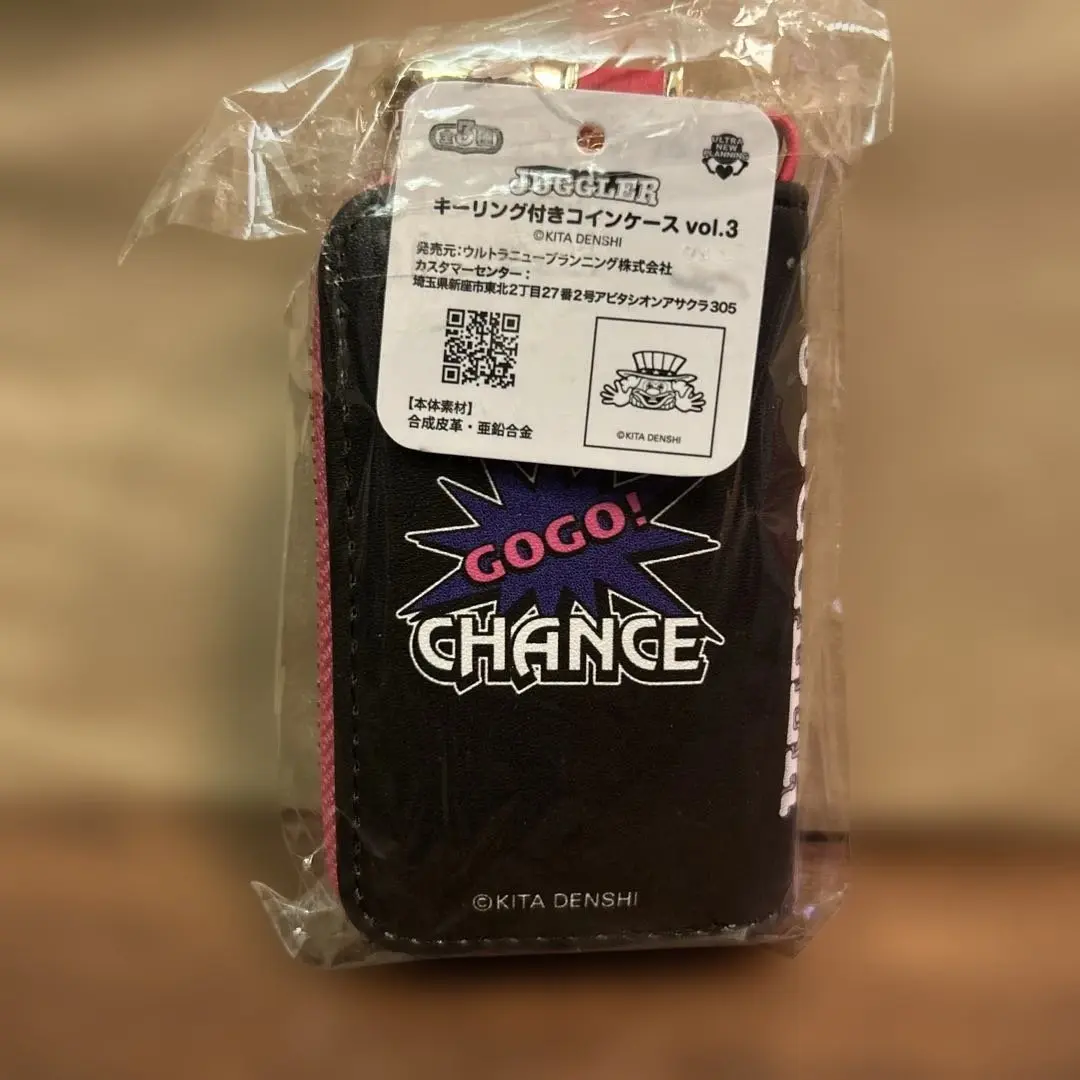 全5種
ULTRA
NEW
PLANNING
JUGGLER
キーリング付きコインケース vol.3
©KITA DENSHI
発売元:ウルトラニュープランニング株式会社
カスタマーセンター:
埼玉県新座市東北2丁目27番2号アビタシオンアサクラ305
【本体素材】
合成皮革・亜鉛合金
©KITA DENSHI
GOGO!
CHANCE
©KITA DENSHI